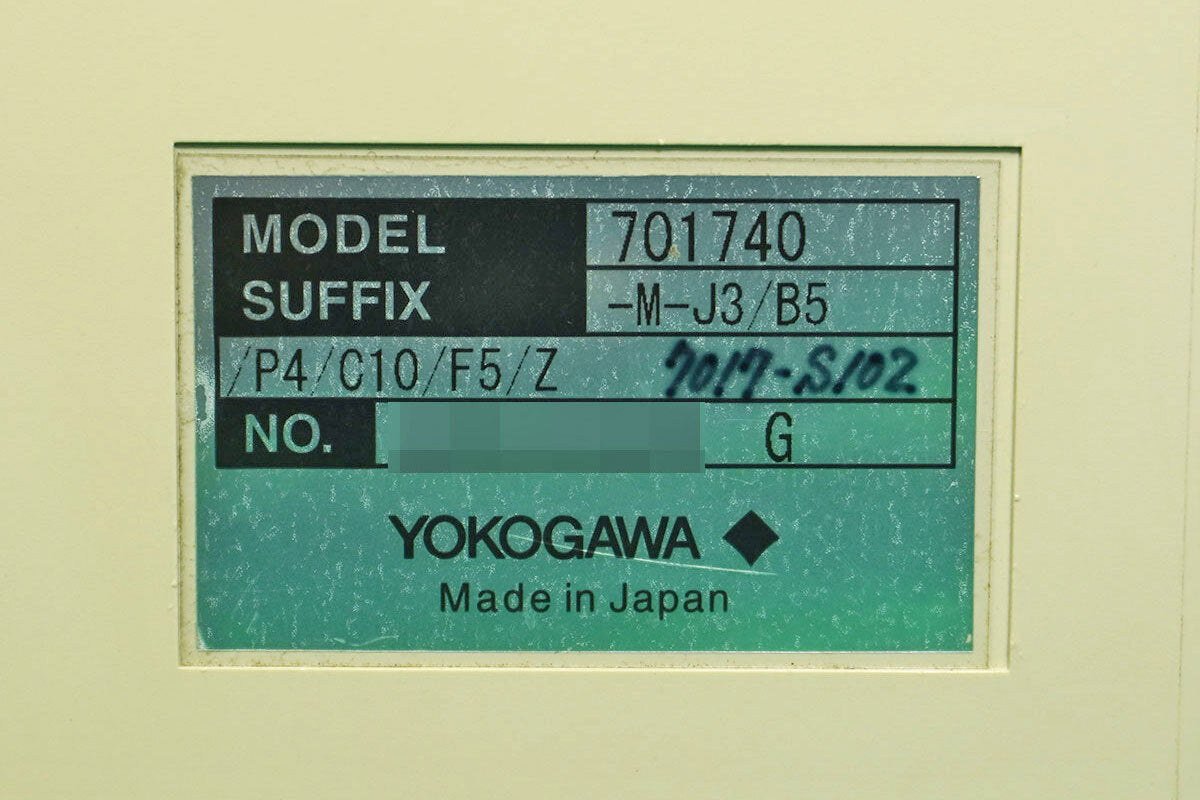 MODEL 701740
SUFFIX -M-J3/B5
/P4/C10/F5/Z 7017-S102
NO. G
YOKOGAWA
Made in Japan